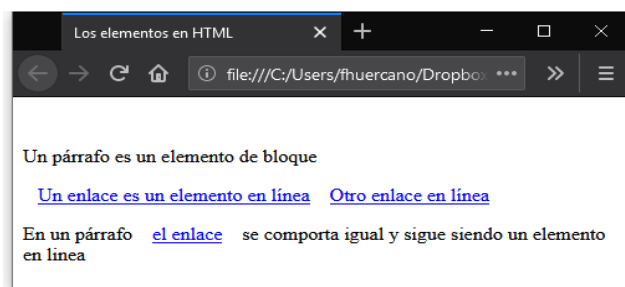 Los elementos en HTML
file:///C:/Users/fhuercano/Dropbox
Un párrafo es un elemento de bloque
Un enlace es un elemento en línea Otro enlace en línea
En un párrafo el enlace se comporta igual y sigue siendo un elemento
en linea